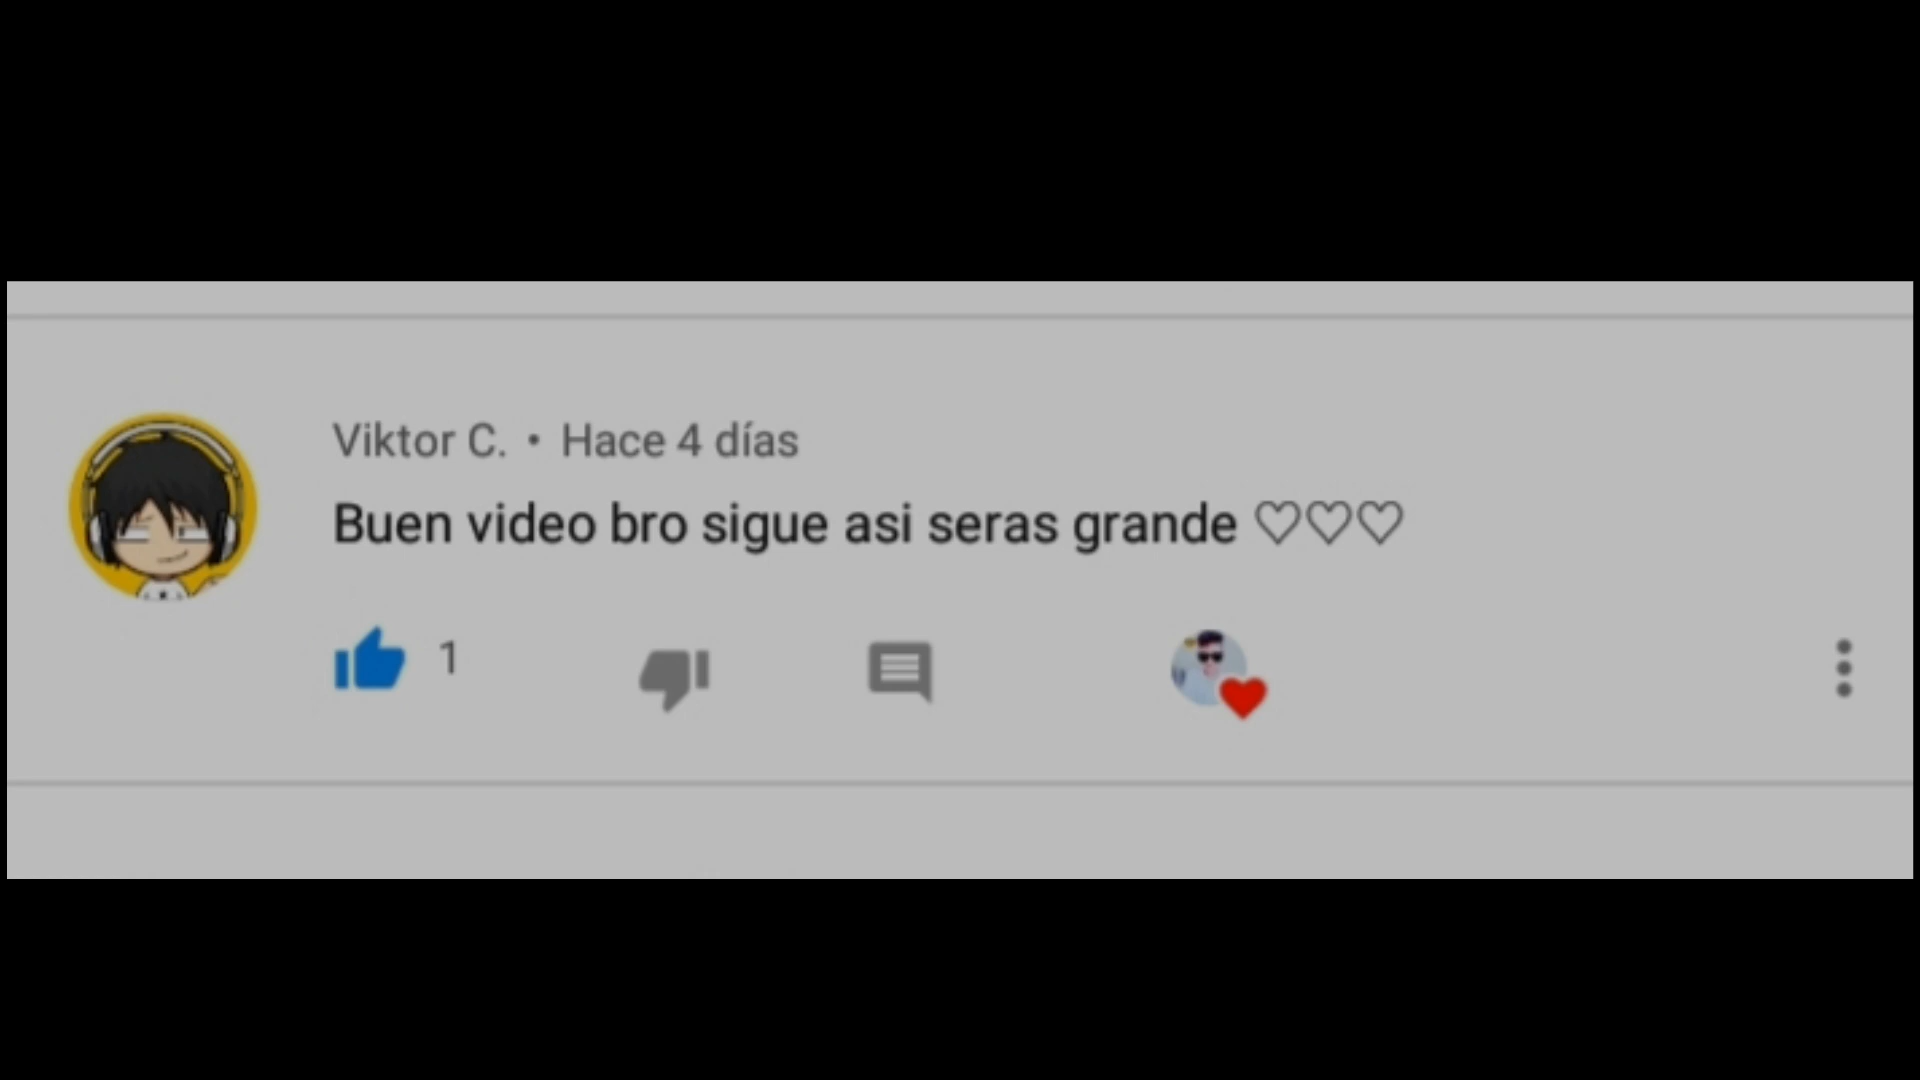 Viktor C. • Hace 4 días
Buen video bro sigue asi seras grande ♡♡♡
1